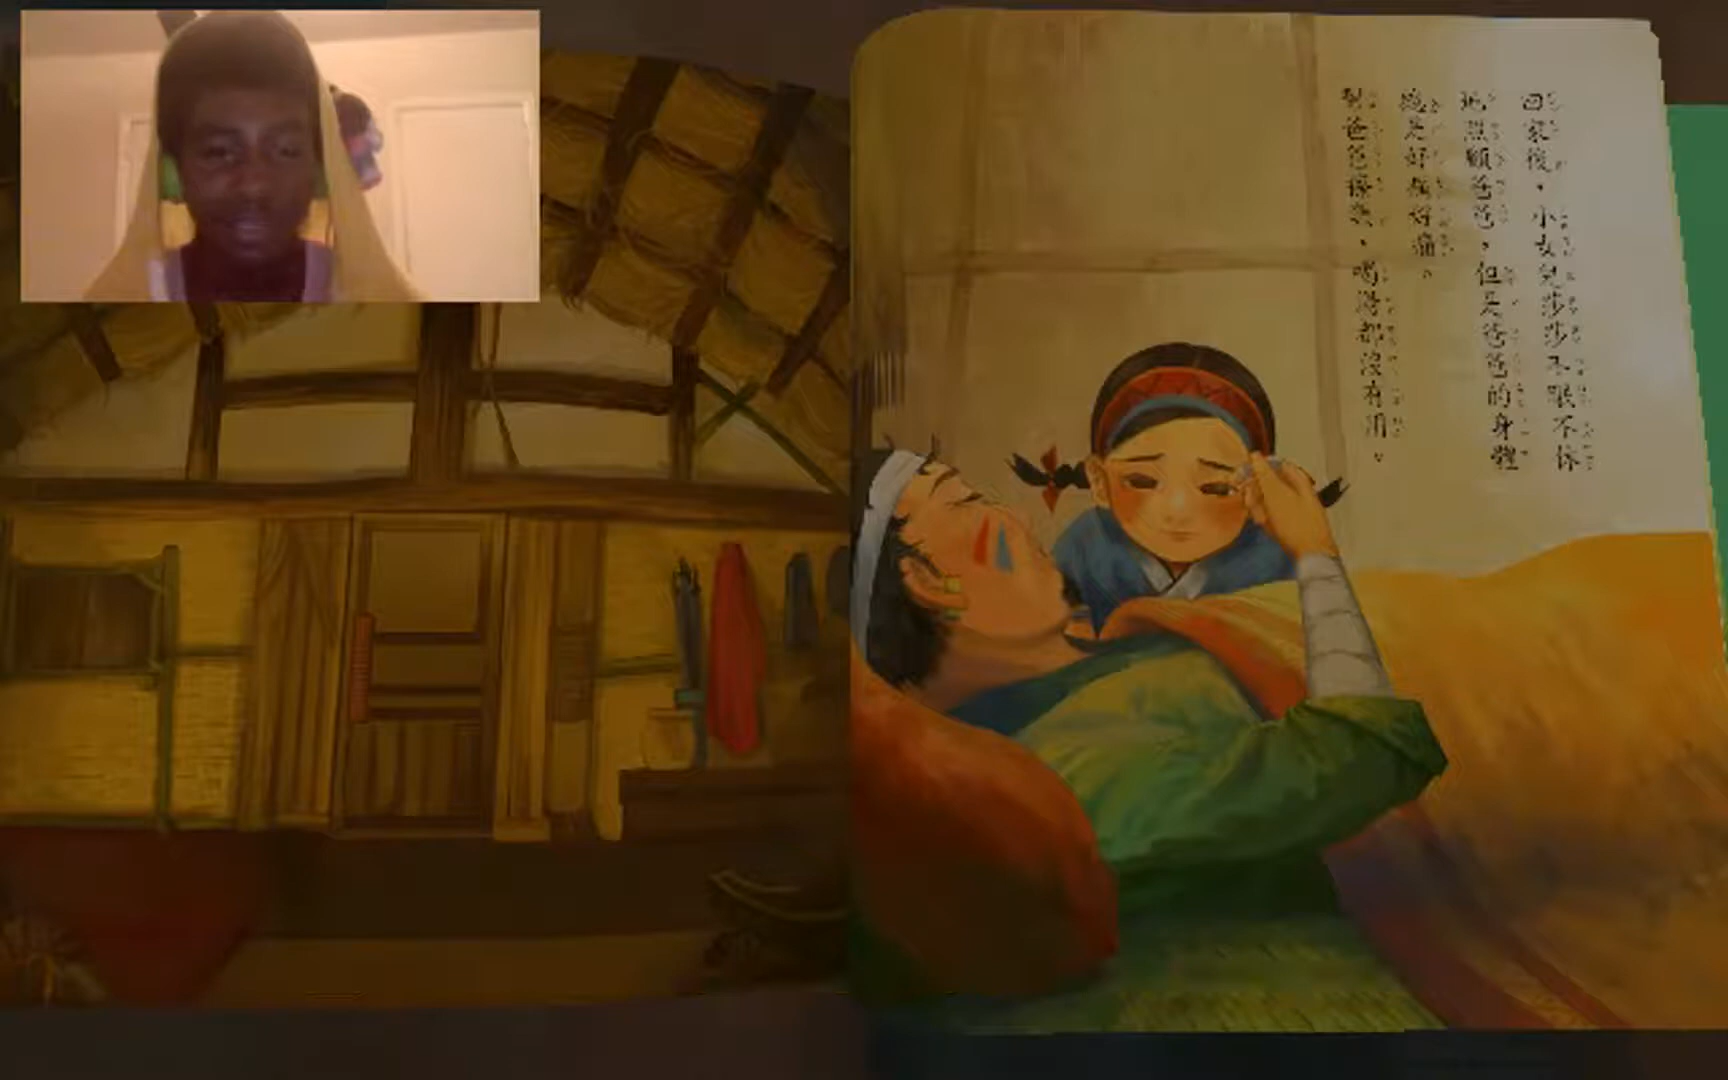 回家後，小女兒莎莎不眠不休
地照顧爸爸。但是爸爸的身體
總是好癢好痛。
幫爸爸擦藥，喝湯都沒有用。